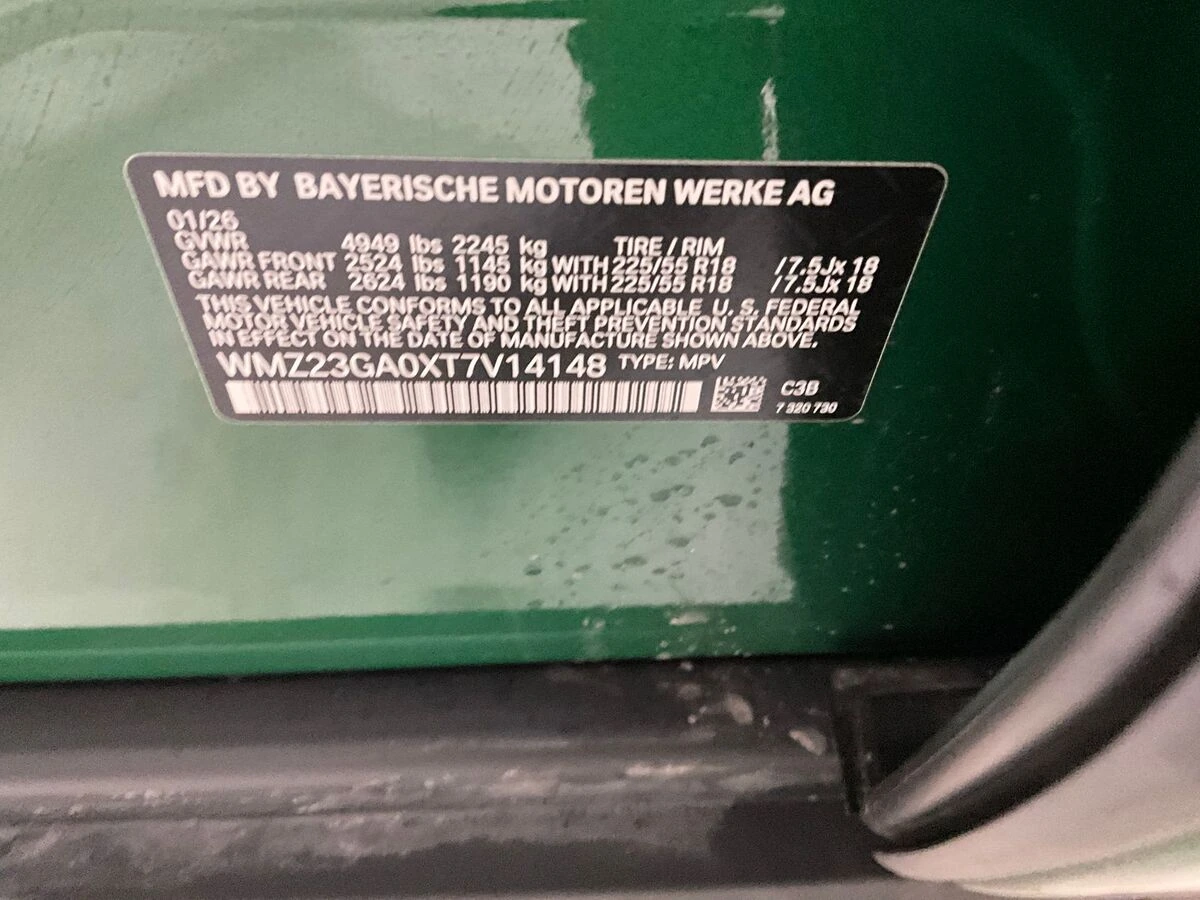 MFD BY BAYERISCHE MOTOREN WERKE AG
01/26
GVWR 4949 lbs 2245 kg TIRE / RIM
GAWR FRONT 2524 lbs 1145 kg WITH 225/55 R18 /7.5Jx 18
GAWR REAR 2624 lbs 1190 kg WITH 225/55 R18 /7.5Jx 18
THIS VEHICLE CONFORMS TO ALL APPLICABLE U. S. FEDERAL
MOTOR VEHICLE SAFETY AND THEFT PREVENTION STANDARDS
IN EFFECT ON THE DATE OF MANUFACTURE SHOWN ABOVE.
WMZ23GA0XT7V14148 TYPE: MPV
C3B
7 320 730